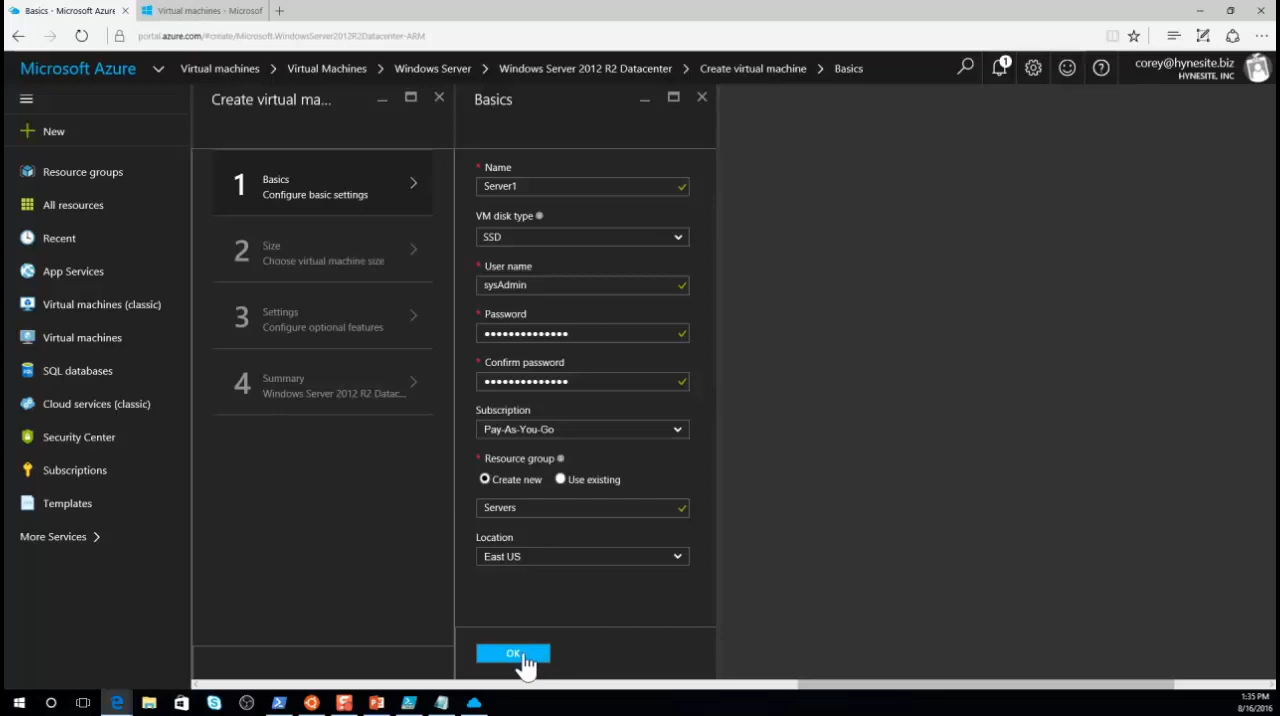 Basics - Microsoft Azure
Virtual machines - Microsof
portal.azure.com/#create/Microsoft.WindowsServer2012R2Datacenter-ARM
Microsoft Azure
Virtual machines > Virtual Machines > Windows Server > Windows Server 2012 R2 Datacenter > Create virtual machine > Basics
1
corey@hynesite.biz
HYNESITE, INC
New
Resource groups
All resources
Recent
App Services
Virtual machines (classic)
Virtual machines
SQL databases
Cloud services (classic)
Security Center
Subscriptions
Templates
More Services >
Create virtual ma...
1
Basics
Configure basic settings
2
Size
Choose virtual machine size
3
Settings
Configure optional features
4
Summary
Windows Server 2012 R2 Datac...
Basics
* Name
Server1
VM disk type
SSD
* User name
sysAdmin
* Password
••••••••••••••
* Confirm password
••••••••••••••
Subscription
Pay-As-You-Go
* Resource group
Create new Use existing
Servers
Location
East US
OK
1:35 PM
8/16/2016